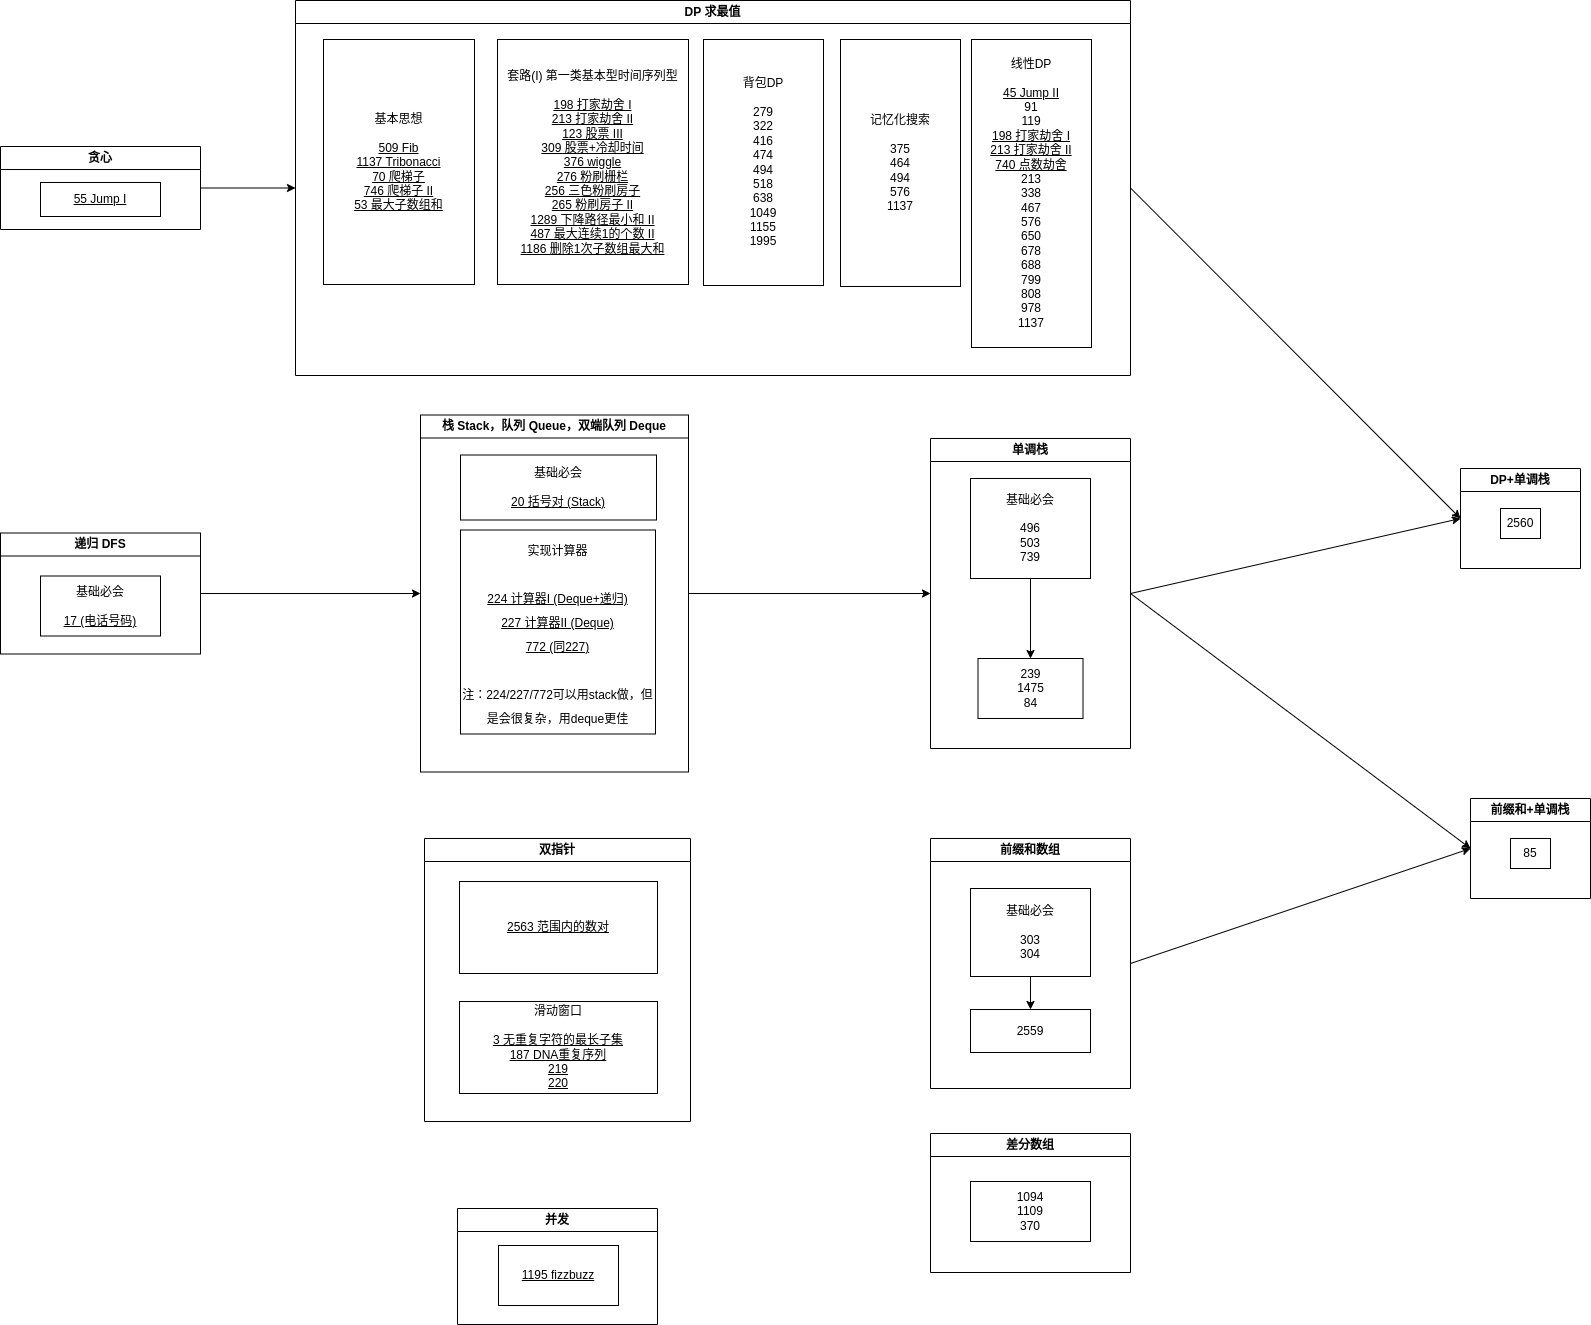 DP 求最值
基本思想
509 Fib
1137 Tribonacci
70 爬梯子
746 爬梯子 II
53 最大子数组和
套路(I) 第一类基本型时间序列型
198 打家劫舍 I
213 打家劫舍 II
123 股票 III
309 股票+冷却时间
376 wiggle
276 粉刷栅栏
256 三色粉刷房子
265 粉刷房子 II
1289 下降路径最小和 II
487 最大连续1的个数 II
1186 删除1次子数组最大和
背包DP
279
322
416
474
494
518
638
1049
1155
1995
记忆化搜索
375
464
494
576
1137
线性DP
45 Jump II
91
119
198 打家劫舍 I
213 打家劫舍 II
740 点数劫舍
213
338
467
576
650
678
688
799
808
978
1137
贪心
55 Jump I
栈 Stack，队列 Queue，双端队列 Deque
基础必会
20 括号对 (Stack)
实现计算器
224 计算器I (Deque+递归)
227 计算器II (Deque)
772 (同227)
注：224/227/772可以用stack做，但
是会很复杂，用deque更佳
单调栈
基础必会
496
503
739
239
1475
84
DP+单调栈
2560
递归 DFS
基础必会
17 (电话号码)
前缀和+单调栈
85
双指针
2563 范围内的数对
滑动窗口
3 无重复字符的最长子集
187 DNA重复序列
219
220
前缀和数组
基础必会
303
304
2559
差分数组
1094
1109
370
并发
1195 fizzbuzz